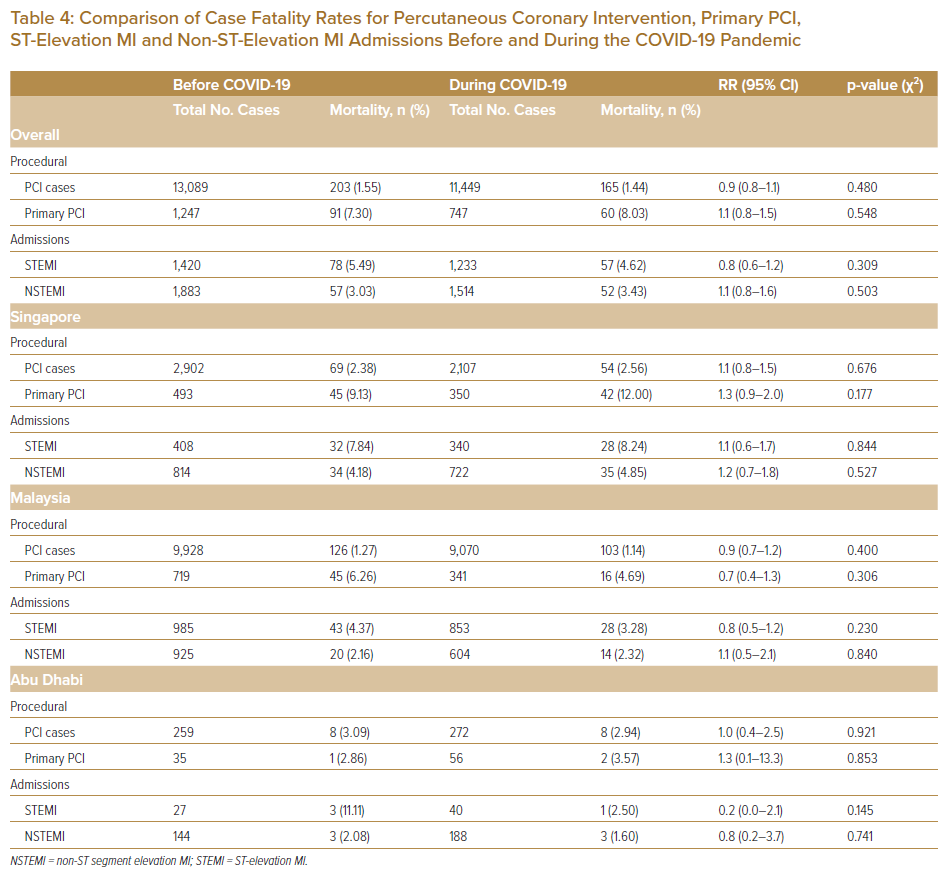 Table 4: Comparison of Case Fatality Rates for Percutaneous Coronary Intervention, Primary PCI,
ST-Elevation MI and Non-ST-Elevation MI Admissions Before and During the COVID-19 Pandemic
Before COVID-19 During COVID-19 RR (95% CI) p-value (χ²)
Total No. Cases Mortality, n (%) Total No. Cases Mortality, n (%)
Overall
Procedural
PCI cases 13,089 203 (1.55) 11,449 165 (1.44) 0.9 (0.8–1.1) 0.480
Primary PCI 1,247 91 (7.30) 747 60 (8.03) 1.1 (0.8–1.5) 0.548
Admissions
STEMI 1,420 78 (5.49) 1,233 57 (4.62) 0.8 (0.6–1.2) 0.309
NSTEMI 1,883 57 (3.03) 1,514 52 (3.43) 1.1 (0.8–1.6) 0.503
Singapore
Procedural
PCI cases 2,902 69 (2.38) 2,107 54 (2.56) 1.1 (0.8–1.5) 0.676
Primary PCI 493 45 (9.13) 350 42 (12.00) 1.3 (0.9–2.0) 0.177
Admissions
STEMI 408 32 (7.84) 340 28 (8.24) 1.1 (0.6–1.7) 0.844
NSTEMI 814 34 (4.18) 722 35 (4.85) 1.2 (0.7–1.8) 0.527
Malaysia
Procedural
PCI cases 9,928 126 (1.27) 9,070 103 (1.14) 0.9 (0.7–1.2) 0.400
Primary PCI 719 45 (6.26) 341 16 (4.69) 0.7 (0.4–1.3) 0.306
Admissions
STEMI 985 43 (4.37) 853 28 (3.28) 0.8 (0.5–1.2) 0.230
NSTEMI 925 20 (2.16) 604 14 (2.32) 1.1 (0.5–2.1) 0.840
Abu Dhabi
Procedural
PCI cases 259 8 (3.09) 272 8 (2.94) 1.0 (0.4–2.5) 0.921
Primary PCI 35 1 (2.86) 56 2 (3.57) 1.3 (0.1–13.3) 0.853
Admissions
STEMI 27 3 (11.11) 40 1 (2.50) 0.2 (0.0–2.1) 0.145
NSTEMI 144 3 (2.08) 188 3 (1.60) 0.8 (0.2–3.7) 0.741
NSTEMI = non-ST segment elevation MI; STEMI = ST-elevation MI.